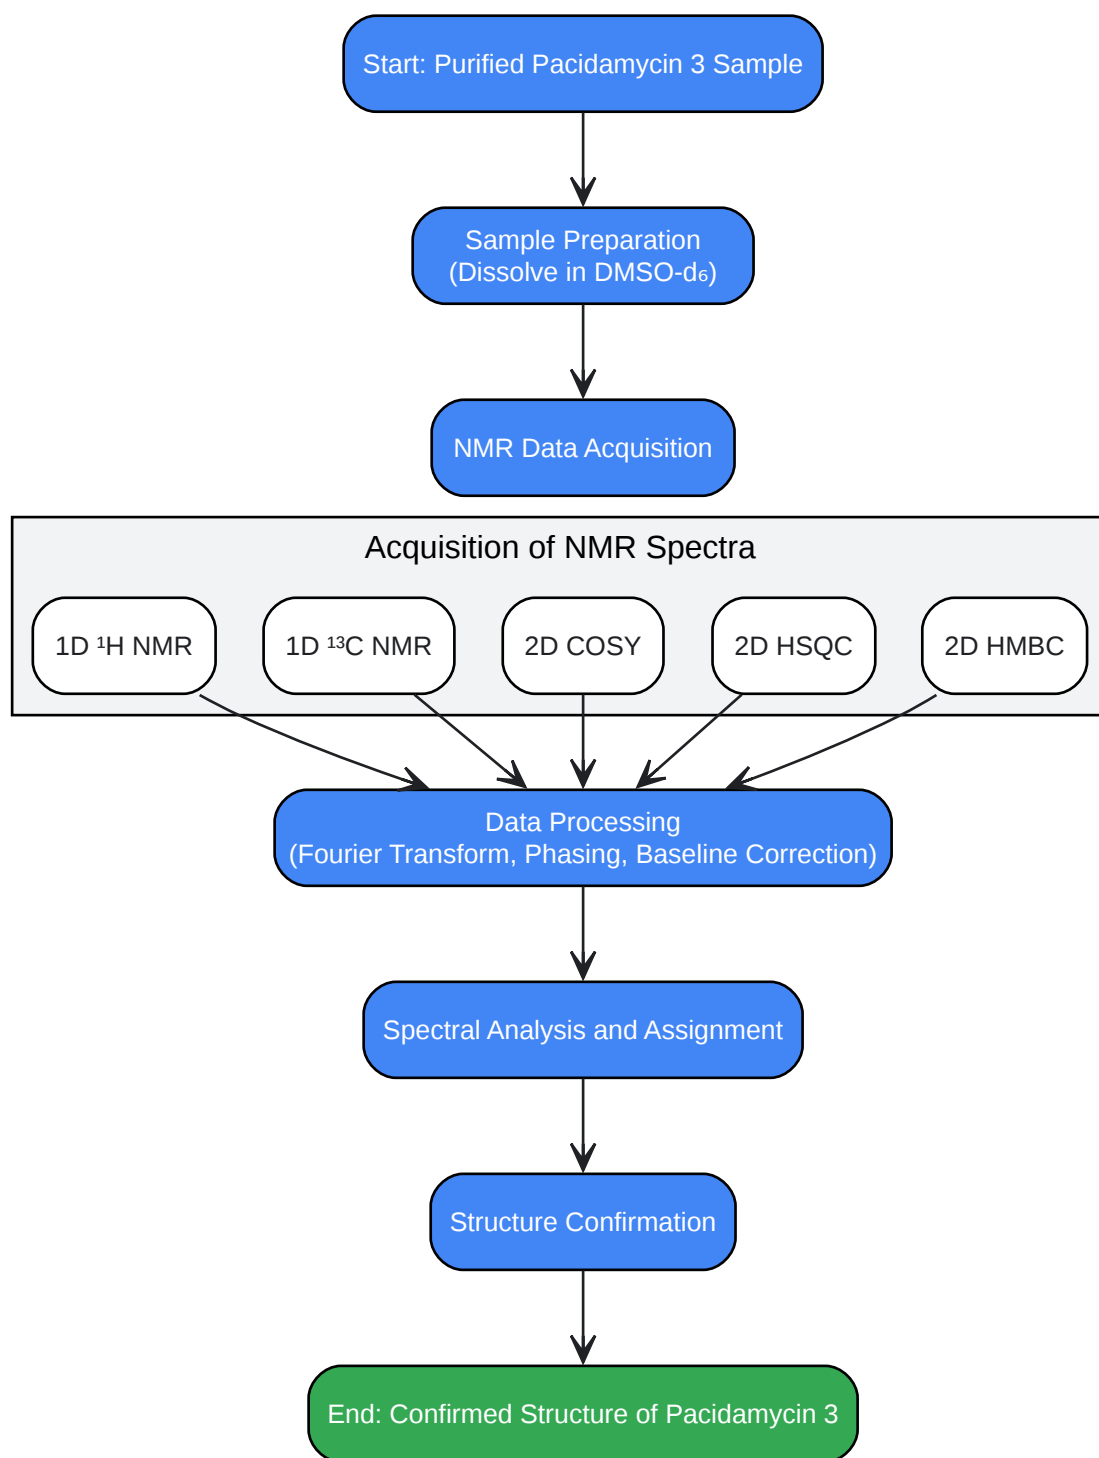 Start: Purified Pacidamycin 3 Sample
Sample Preparation
(Dissolve in DMSO-d₆)
NMR Data Acquisition
Acquisition of NMR Spectra
1D ¹H NMR
1D ¹³C NMR
2D COSY
2D HSQC
2D HMBC
Data Processing
(Fourier Transform, Phasing, Baseline Correction)
Spectral Analysis and Assignment
Structure Confirmation
End: Confirmed Structure of Pacidamycin 3